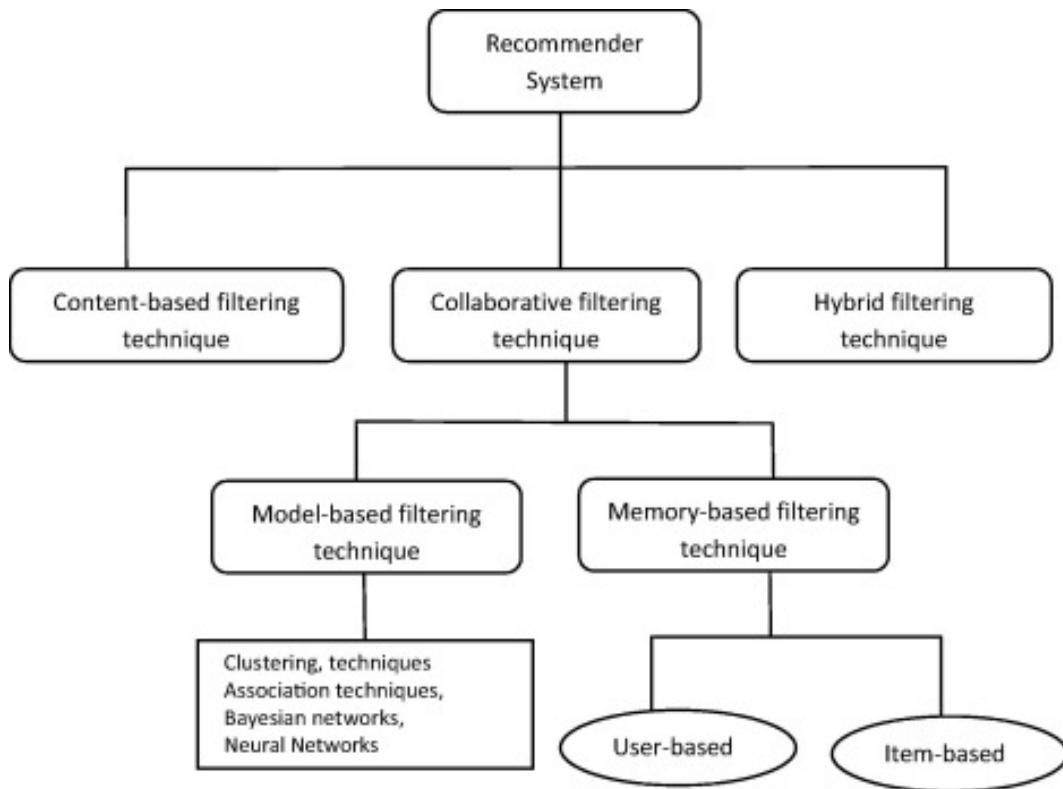 Recommender
System
Content-based filtering
technique
Collaborative filtering
technique
Hybrid filtering
technique
Model-based filtering
technique
Memory-based filtering
technique
Clustering, techniques
Association techniques,
Bayesian networks,
Neural Networks
User-based
Item-based